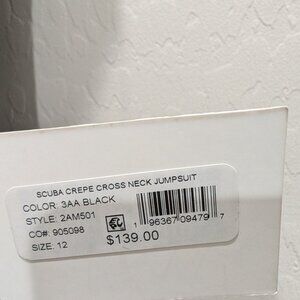 SCUBA CREPE CROSS NECK JUMPSUIT
COLOR: 3AA BLACK
STYLE: 2AM501
CO#: 905098
SIZE: 12
1 96367 09479 7
$139.00